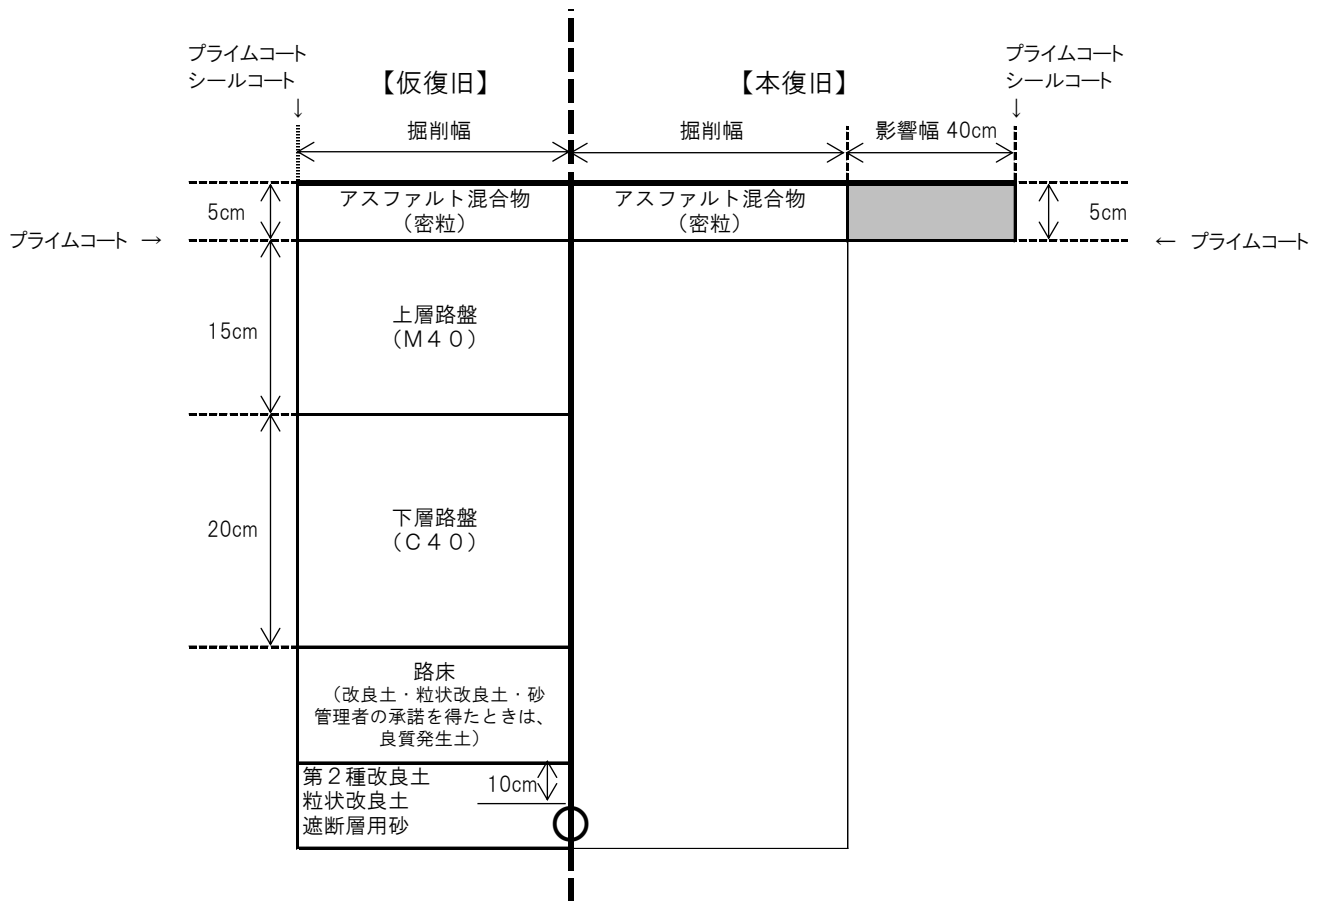 プライムコート
シールコート
↓
【仮復旧】
【本復旧】
プライムコート
シールコート
↓
掘削幅
掘削幅
影響幅 40cm
5cm
アスファルト混合物
（密粒）
アスファルト混合物
（密粒）
5cm
プライムコート →
← プライムコート
15cm
上層路盤
（Ｍ４０）
20cm
下層路盤
（Ｃ４０）
路床
（改良土・粒状改良土・砂
管理者の承諾を得たときは、
良質発生土）
第２種改良土
粒状改良土
遮断層用砂
10cm